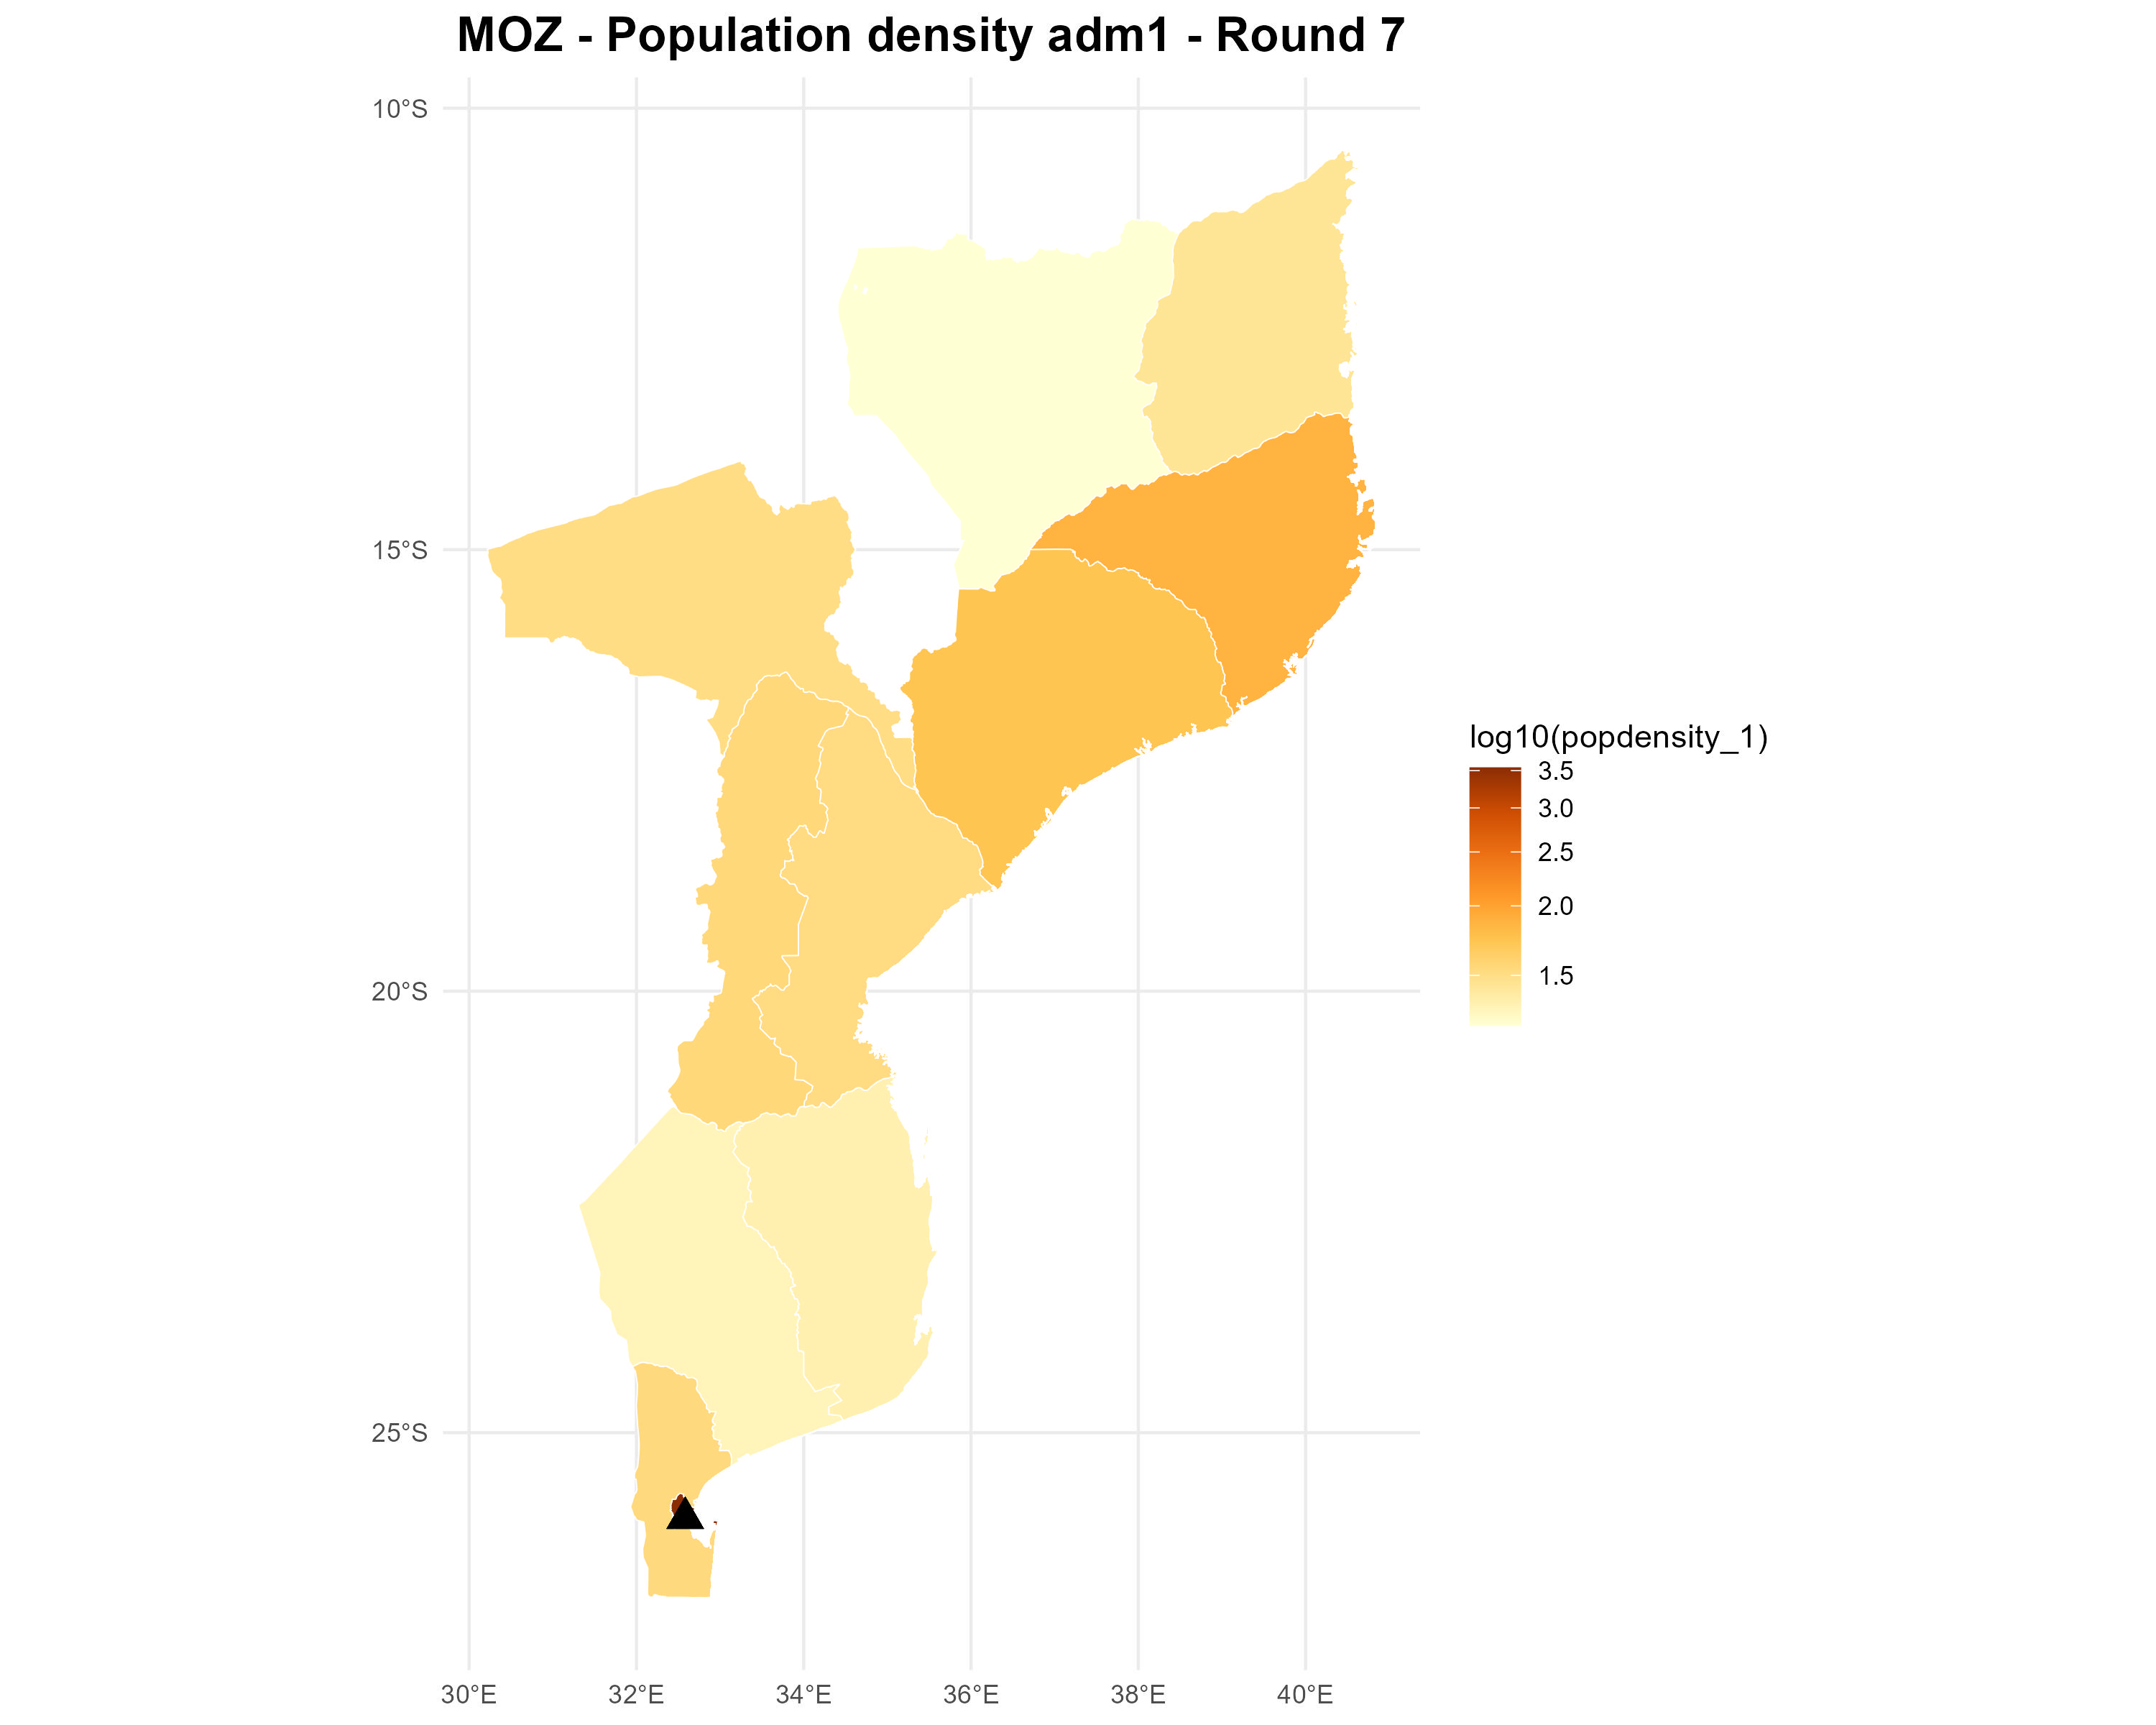 MOZ - Population density adm1 - Round 7
10°S
15°S
20°S
25°S
30°E 32°E 34°E 36°E 38°E 40°E
log10(popdensity_1)
3.5
3.0
2.5
2.0
1.5